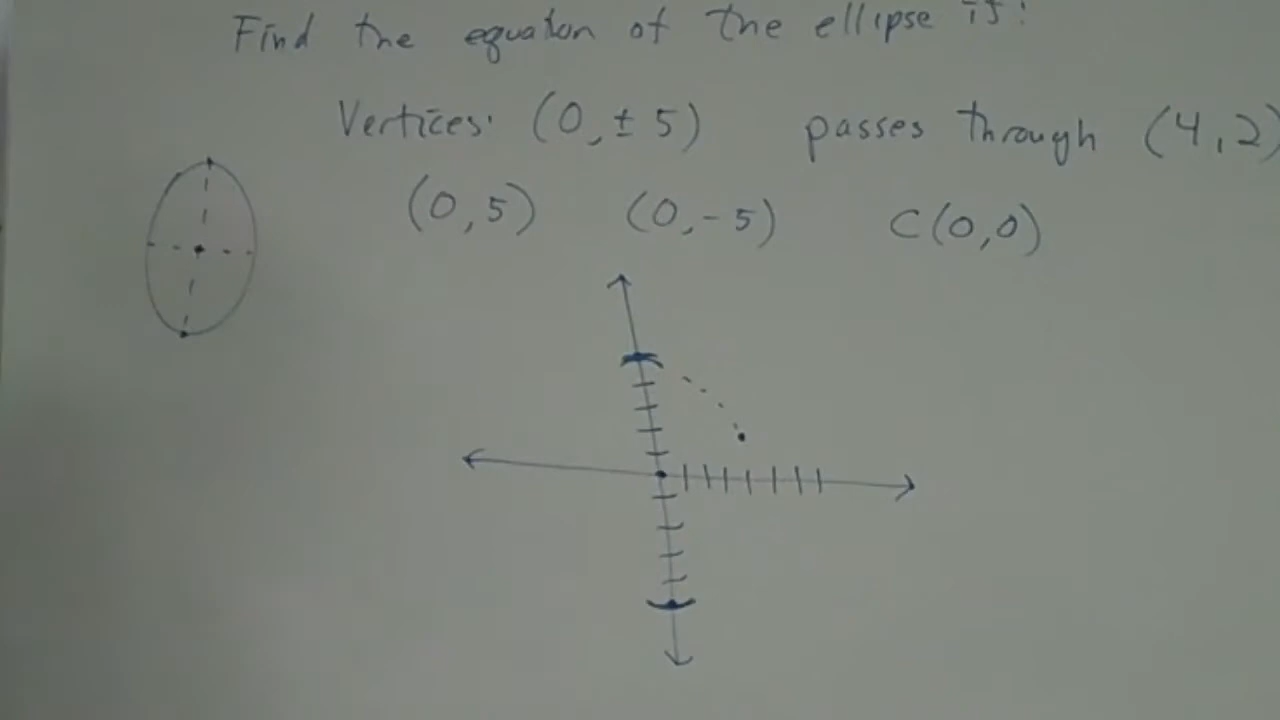 Find the equaton of the ellipse if:
Vertices: (0, ± 5) passes through (4, 2)
(0, 5) (0, -5) C(0, 0)